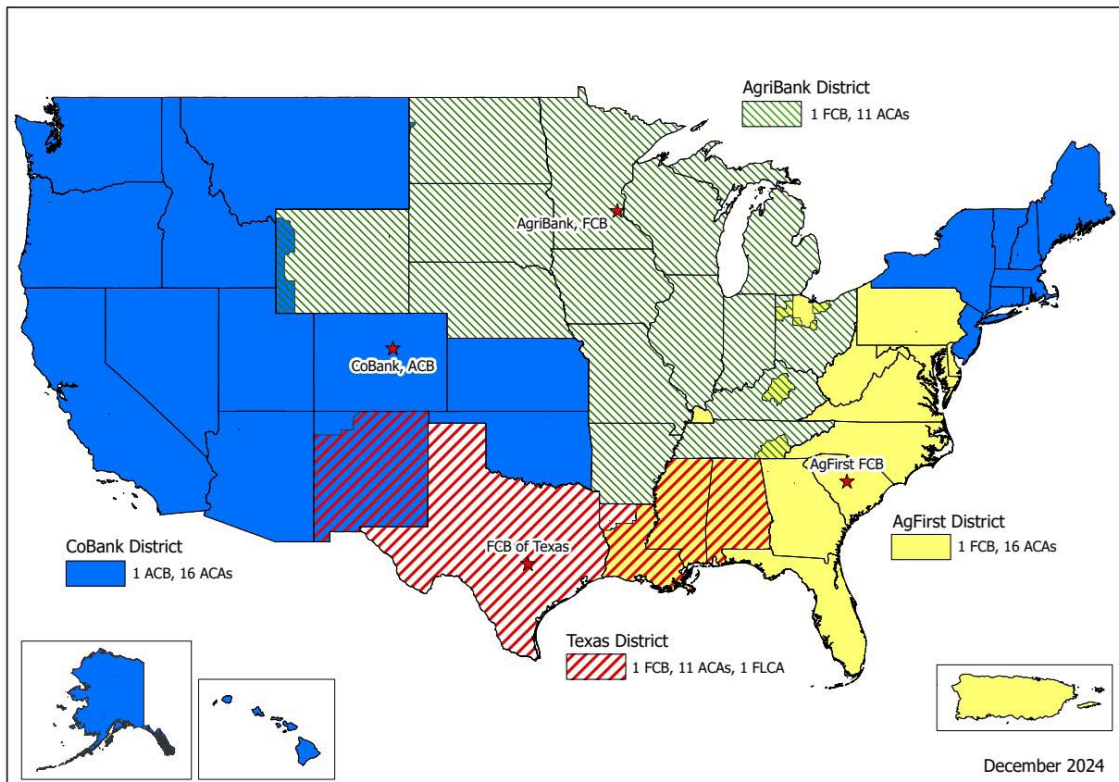 AgriBank District
1 FCB, 11 ACAs
AgriBank, FCB
CoBank, ACB
AgFirst FCB
FCB of Texas
AgFirst District
1 FCB, 16 ACAs
CoBank District
1 ACB, 16 ACAs
Texas District
1 FCB, 11 ACAs, 1 FLCA
December 2024